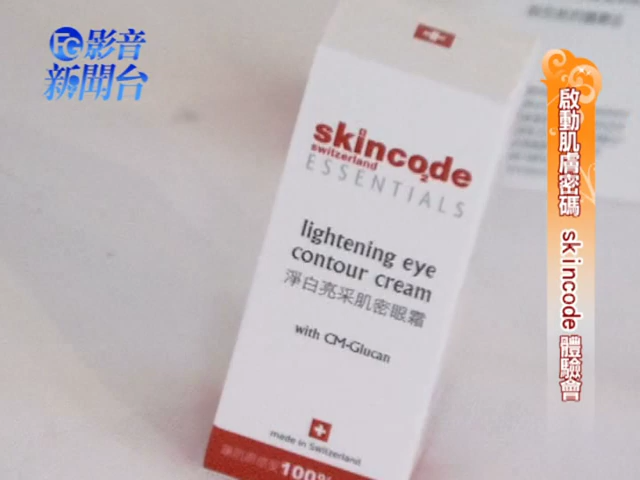 FG影音
新聞台
skinco2de
switzerland
ESSENTIALS
lightening eye
contour cream
淨白亮采肌密眼霜
with CM-Glucan
made in Switzerland
100%
啟動肌膚密碼 skincode 體驗會